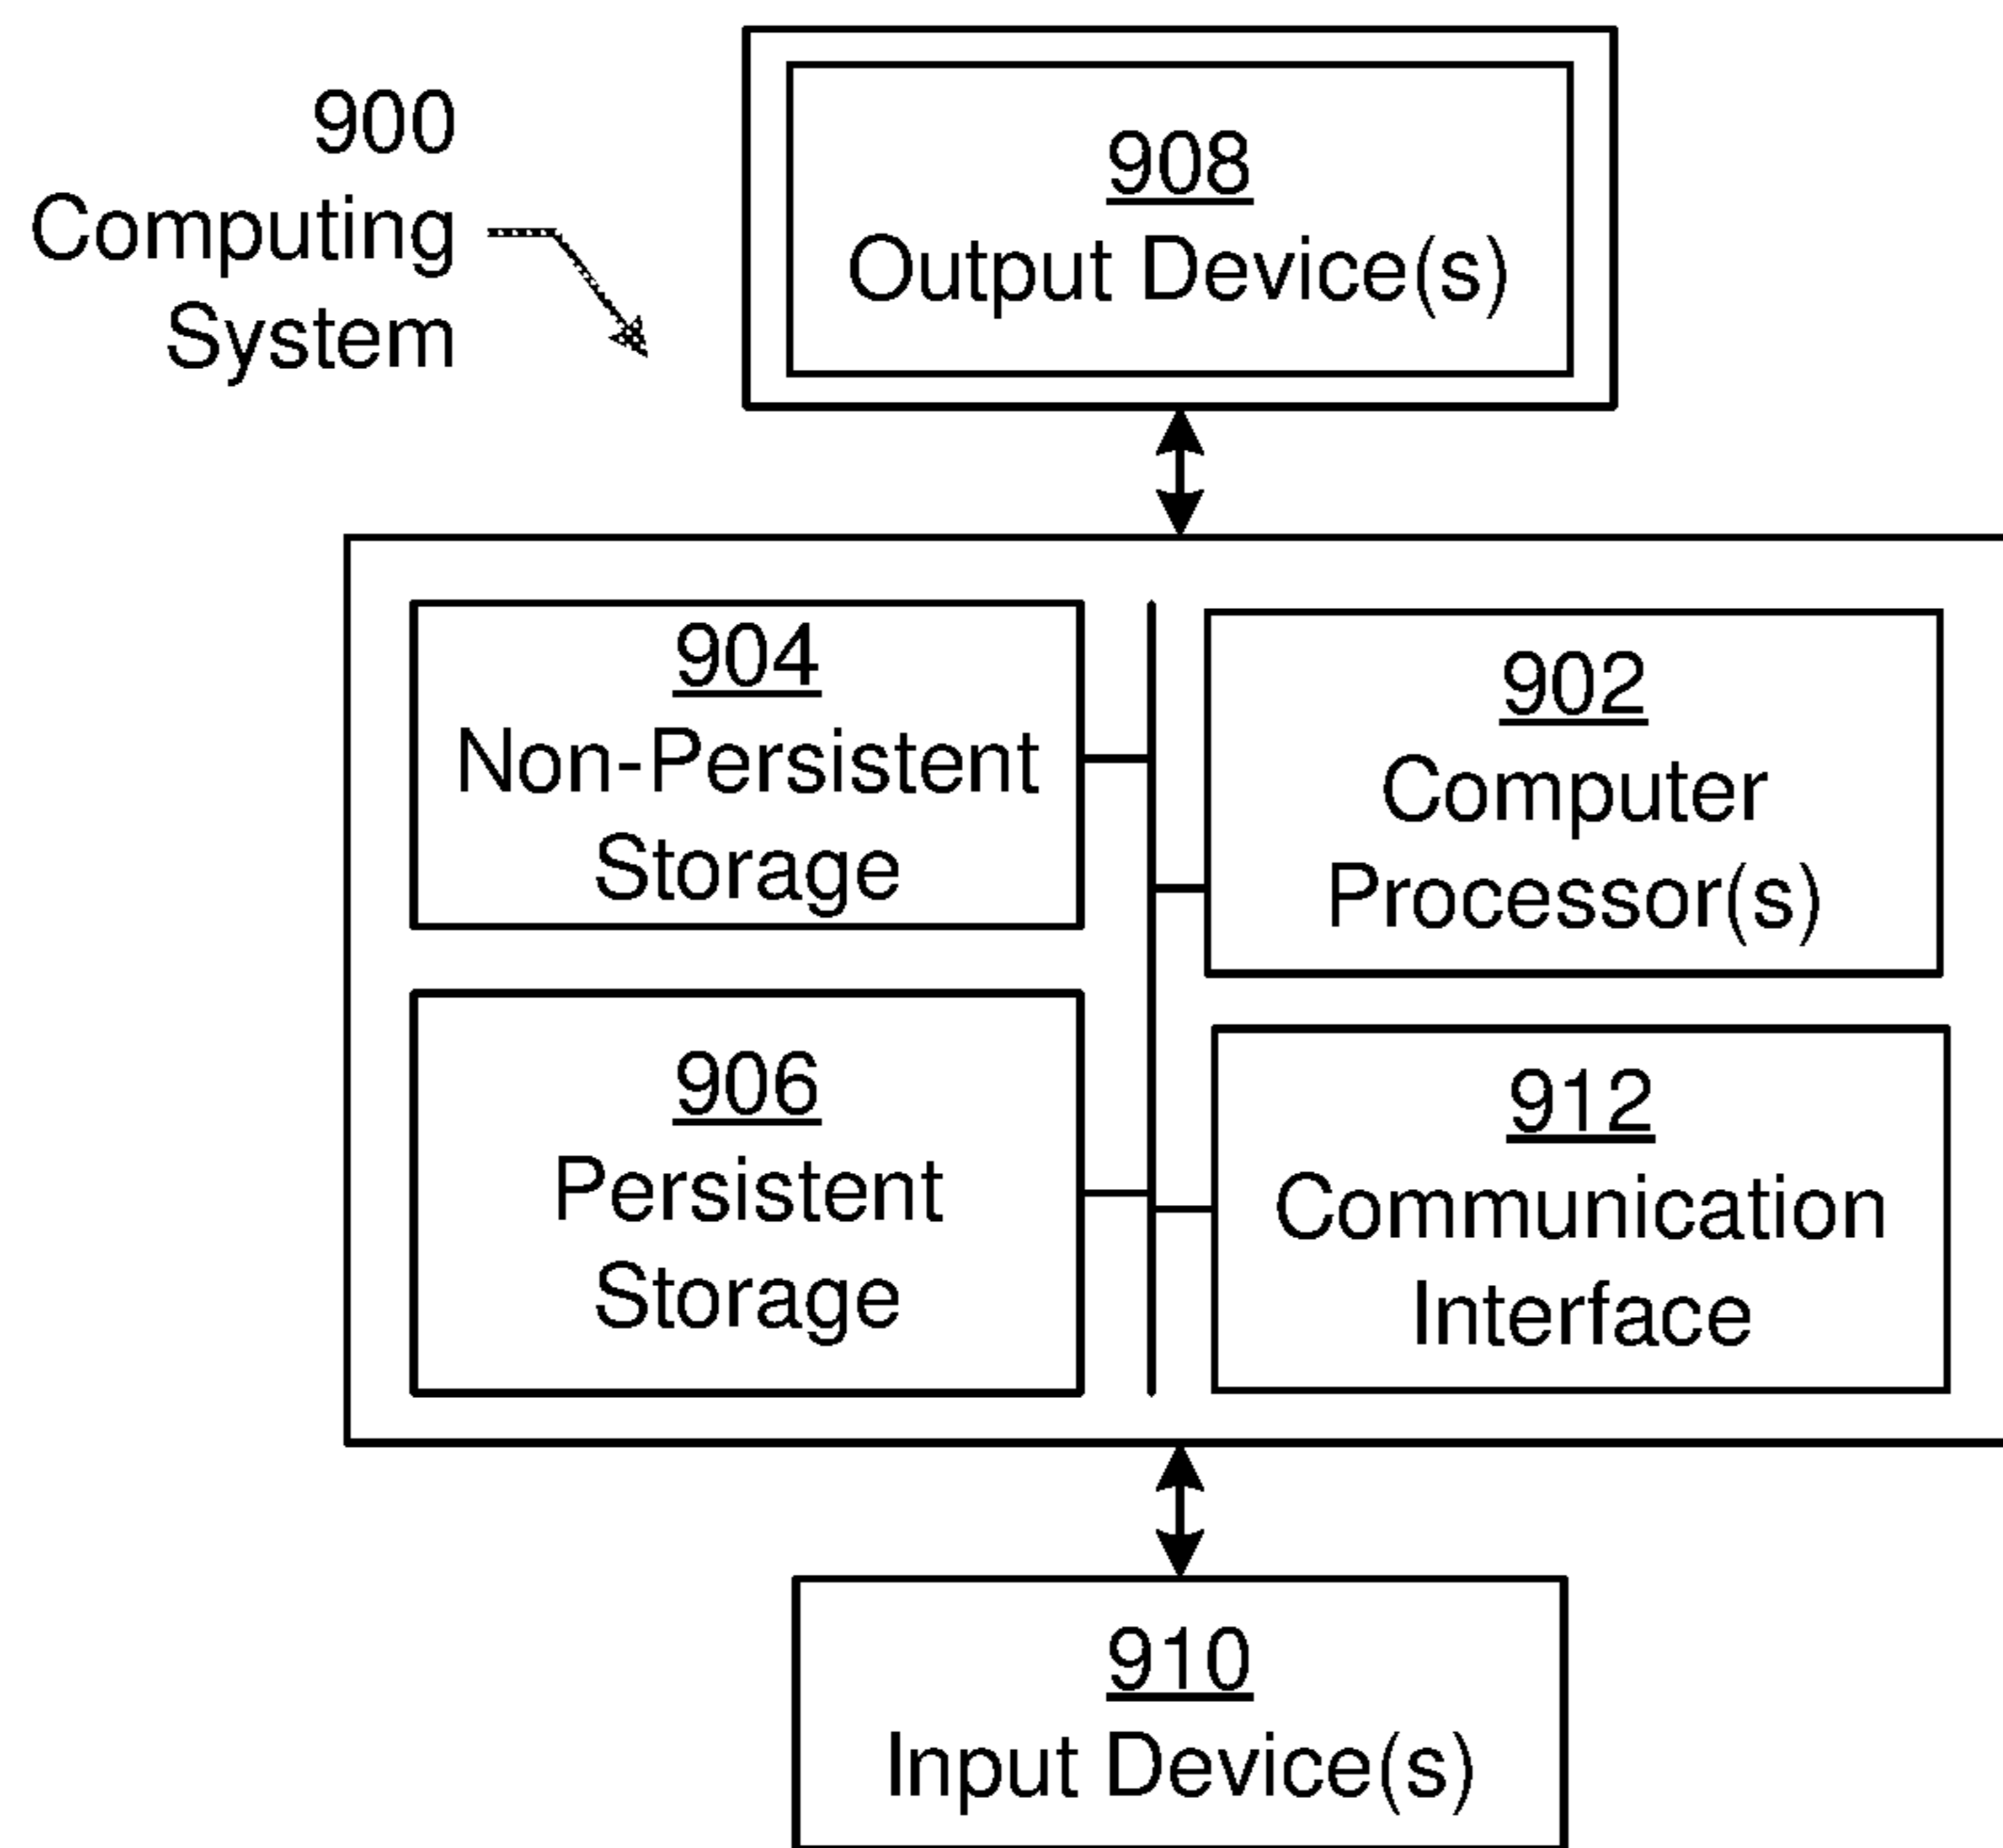 900
Computing
System
908
Output Device(s)
904
Non-Persistent
Storage
902
Computer
Processor(s)
906
Persistent
Storage
912
Communication
Interface
910
Input Device(s)